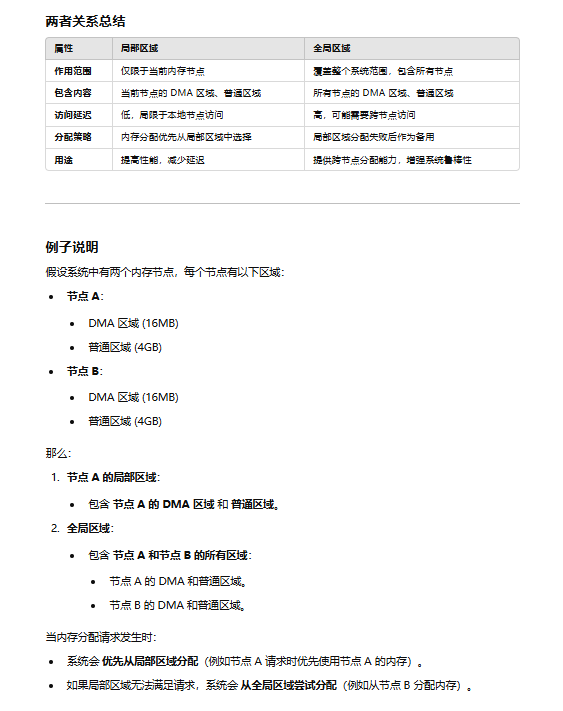 两者关系总结
属性 局部区域 全局区域
作用范围 仅限于当前内存节点 覆盖整个系统范围，包含所有节点
包含内容 当前节点的 DMA 区域、普通区域 所有节点的 DMA 区域、普通区域
访问延迟 低，局限于本地节点访问 高，可能需要跨节点访问
分配策略 内存分配优先从局部区域中选择 局部区域分配失败后作为备用
用途 提高性能，减少延迟 提供跨节点分配能力，增强系统鲁棒性
例子说明
假设系统中有两个内存节点，每个节点有以下区域：
• 节点 A：
• DMA 区域 (16MB)
• 普通区域 (4GB)
• 节点 B：
• DMA 区域 (16MB)
• 普通区域 (4GB)
那么：
1. 节点 A 的局部区域：
• 包含 节点 A 的 DMA 区域 和 普通区域。
2. 全局区域：
• 包含 节点 A 和节点 B 的所有区域：
• 节点 A 的 DMA 和普通区域。
• 节点 B 的 DMA 和普通区域。
当内存分配请求发生时：
• 系统会 优先从局部区域分配（例如节点 A 请求时优先使用节点 A 的内存）。
• 如果局部区域无法满足请求，系统会 从全局区域尝试分配（例如从节点 B 分配内存）。